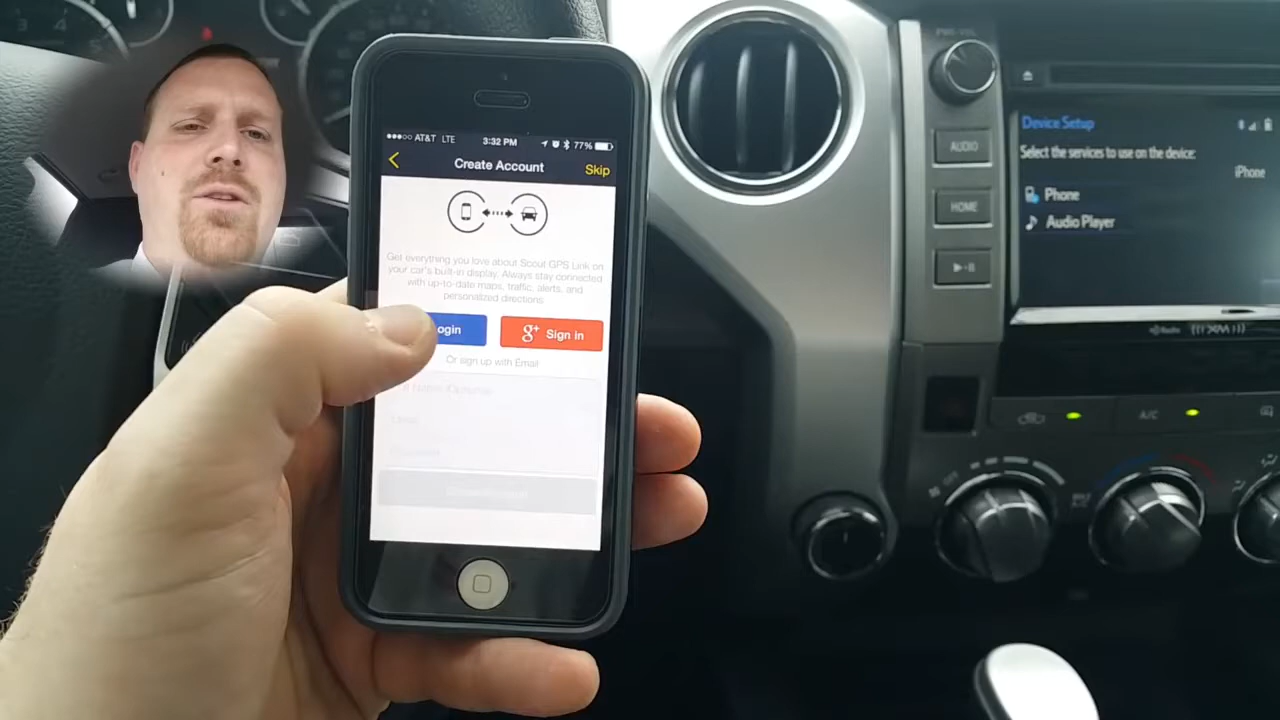 AT&T LTE 3:32 PM 77%
Create Account
Skip
Get everything you love about Scout GPS Link on
your car's built-in display. Always stay connected
with up-to-date maps, traffic, alerts, and
personalized directions
ogin
g+ Sign in
Or sign up with Email
Device Setup
Select the services to use on the device:
iPhone
Phone
Audio Player
PWR·VOL
AUDIO
HOME
((XM))
A/C